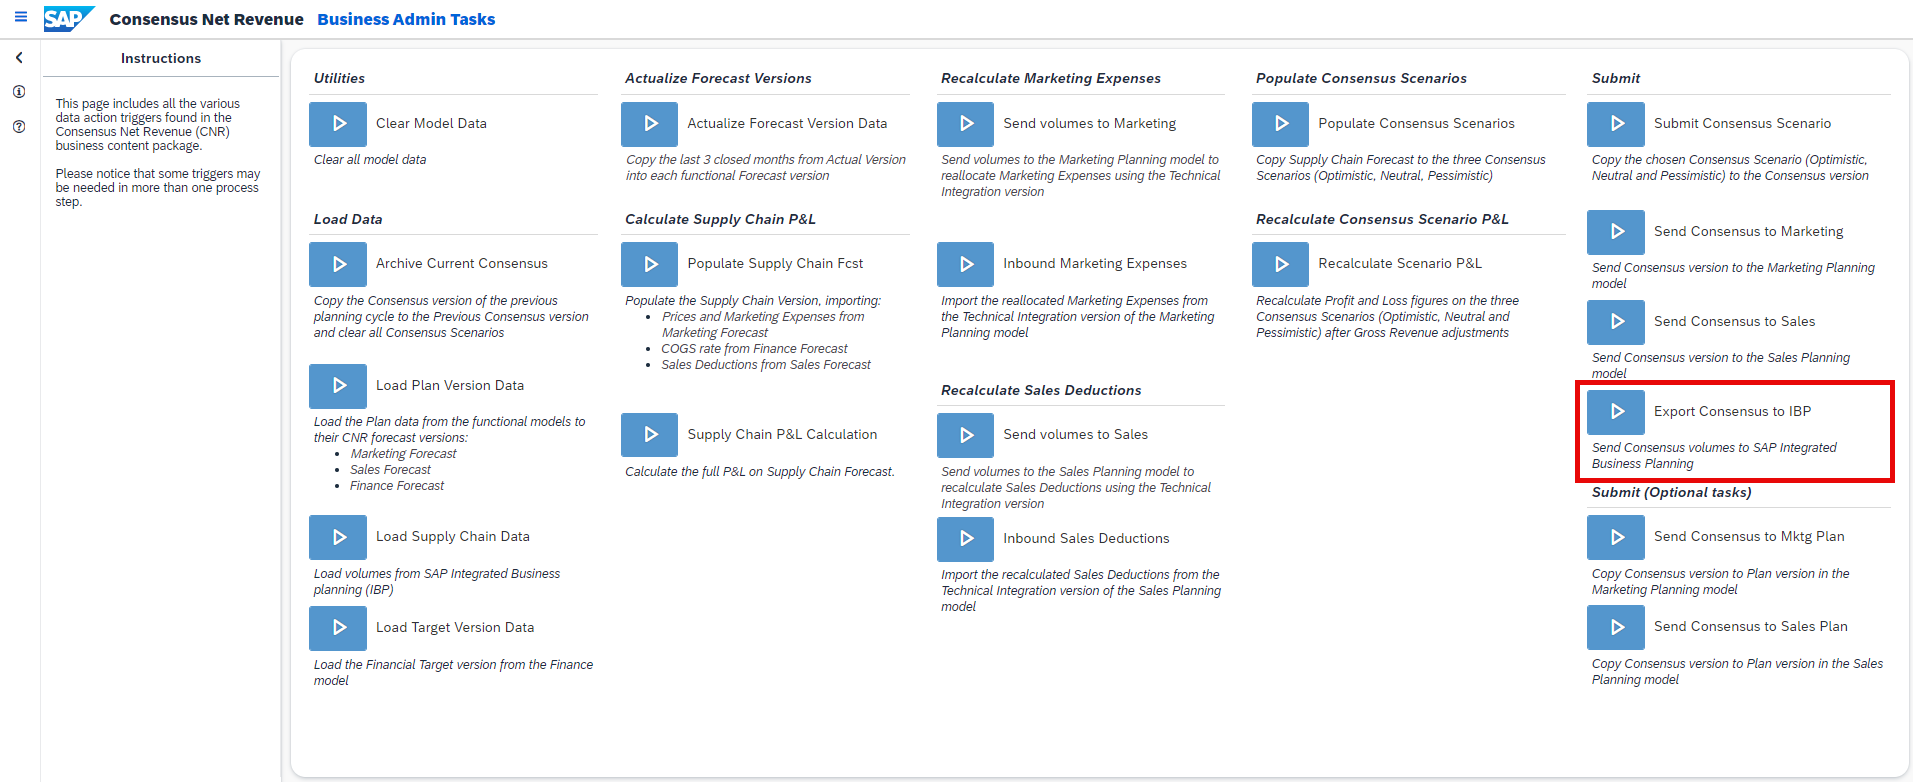 SAP Consensus Net Revenue Business Admin Tasks
Instructions
This page includes all the various
data action triggers found in the
Consensus Net Revenue (CNR)
business content package.
Please notice that some triggers may
be needed in more than one process
step.
Utilities
Clear Model Data
Clear all model data
Load Data
Archive Current Consensus
Copy the Consensus version of the previous
planning cycle to the Previous Consensus version
and clear all Consensus Scenarios
Load Plan Version Data
Load the Plan data from the functional models to
their CNR forecast versions:
• Marketing Forecast
• Sales Forecast
• Finance Forecast
Load Supply Chain Data
Load volumes from SAP Integrated Business
planning (IBP)
Load Target Version Data
Load the Financial Target version from the Finance
model
Actualize Forecast Versions
Actualize Forecast Version Data
Copy the last 3 closed months from Actual Version
into each functional Forecast version
Calculate Supply Chain P&L
Populate Supply Chain Fcst
Populate the Supply Chain Version, importing:
• Prices and Marketing Expenses from
Marketing Forecast
• COGS rate from Finance Forecast
• Sales Deductions from Sales Forecast
Supply Chain P&L Calculation
Calculate the full P&L on Supply Chain Forecast.
Recalculate Marketing Expenses
Send volumes to Marketing
Send volumes to the Marketing Planning model to
reallocate Marketing Expenses using the Technical
Integration version
Inbound Marketing Expenses
Import the reallocated Marketing Expenses from
the Technical Integration version of the Marketing
Planning model
Recalculate Sales Deductions
Send volumes to Sales
Send volumes to the Sales Planning model to
recalculate Sales Deductions using the Technical
Integration version
Inbound Sales Deductions
Import the recalculated Sales Deductions from the
Technical Integration version of the Sales Planning
model
Populate Consensus Scenarios
Populate Consensus Scenarios
Copy Supply Chain Forecast to the three Consensus
Scenarios (Optimistic, Neutral, Pessimistic)
Recalculate Consensus Scenario P&L
Recalculate Scenario P&L
Recalculate Profit and Loss figures on the three
Consensus Scenarios (Optimistic, Neutral and
Pessimistic) after Gross Revenue adjustments
Submit
Submit Consensus Scenario
Copy the chosen Consensus Scenario (Optimistic,
Neutral and Pessimistic) to the Consensus version
Send Consensus to Marketing
Send Consensus version to the Marketing Planning
model
Send Consensus to Sales
Send Consensus version to the Sales Planning
model
Export Consensus to IBP
Send Consensus volumes to SAP Integrated
Business Planning
Submit (Optional tasks)
Send Consensus to Mktg Plan
Copy Consensus version to Plan version in the
Marketing Planning model
Send Consensus to Sales Plan
Copy Consensus version to Plan version in the Sales
Planning model